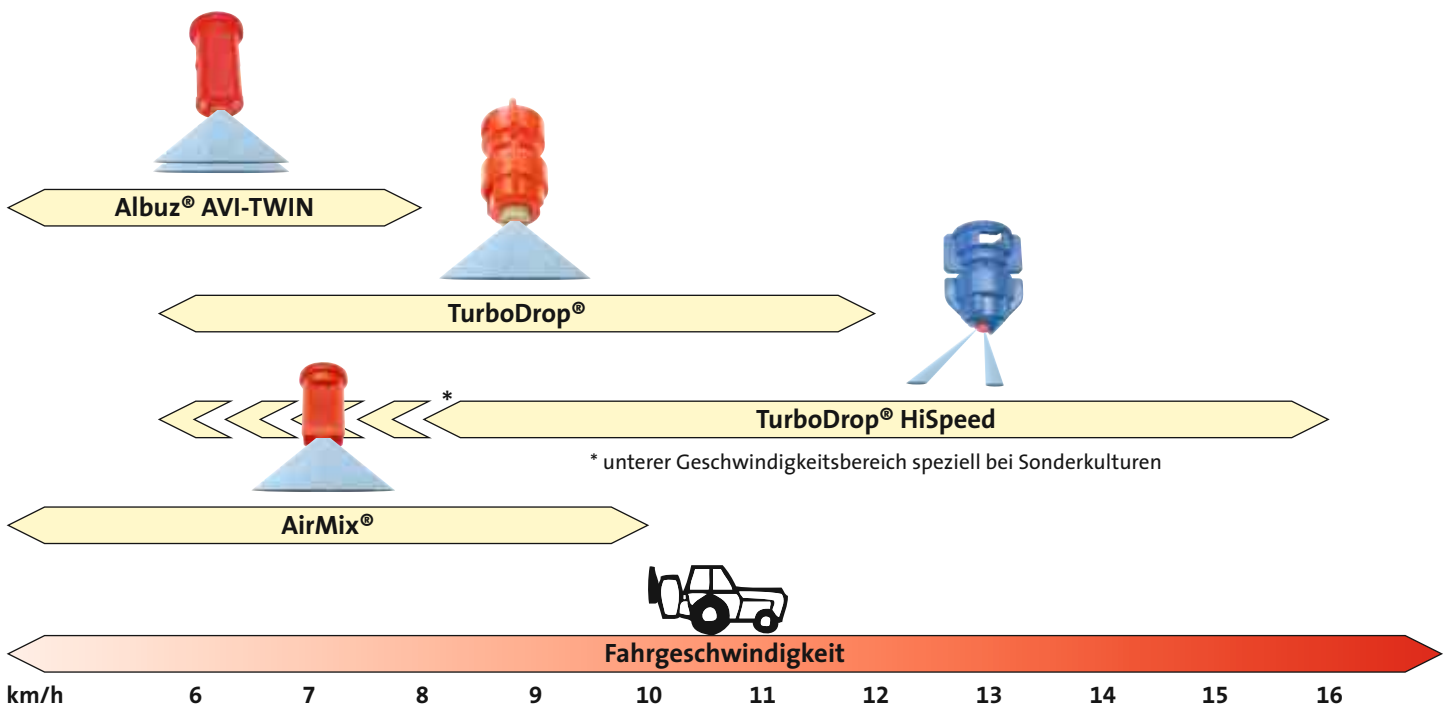 Albuz® AVI-TWIN
TurboDrop®
*
TurboDrop® HiSpeed
* unterer Geschwindigkeitsbereich speziell bei Sonderkulturen
AirMix®
Fahrgeschwindigkeit
km/h 6 7 8 9 10 11 12 13 14 15 16